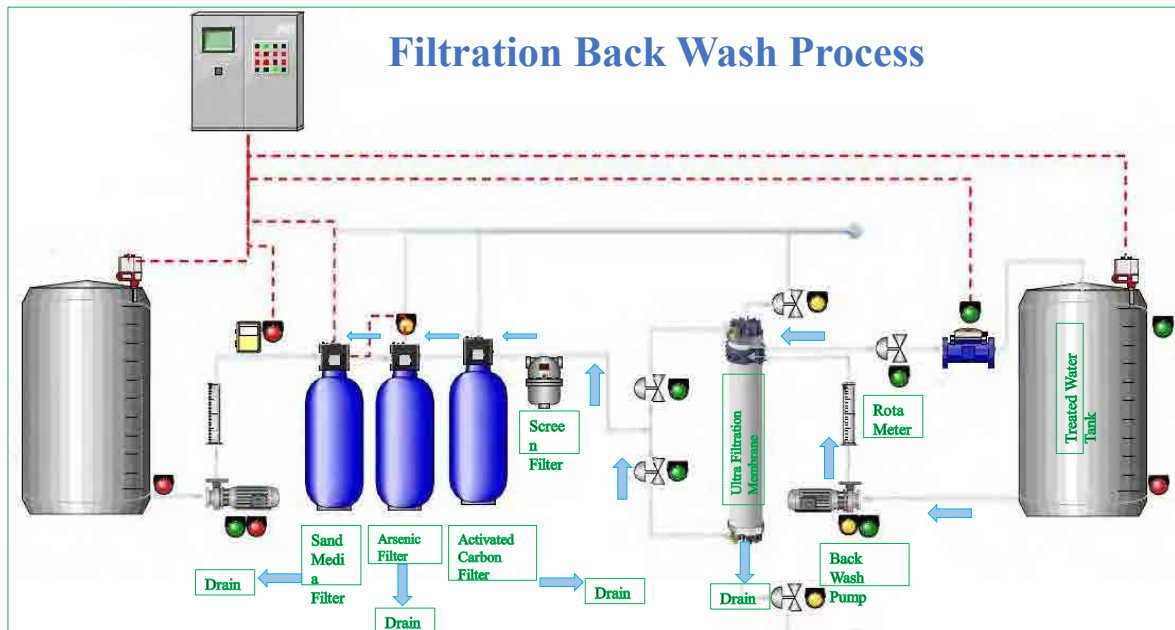 Filtration Back Wash Process
Scree
n
Filter
Rota
Meter
Treated Water
Tank
Ultra Filtration
Membrane
Sand
Medi
a
Filter
Arsenic
Filter
Activated
Carbon
Filter
Back
Wash
Pump
Drain
Drain
Drain
Drain